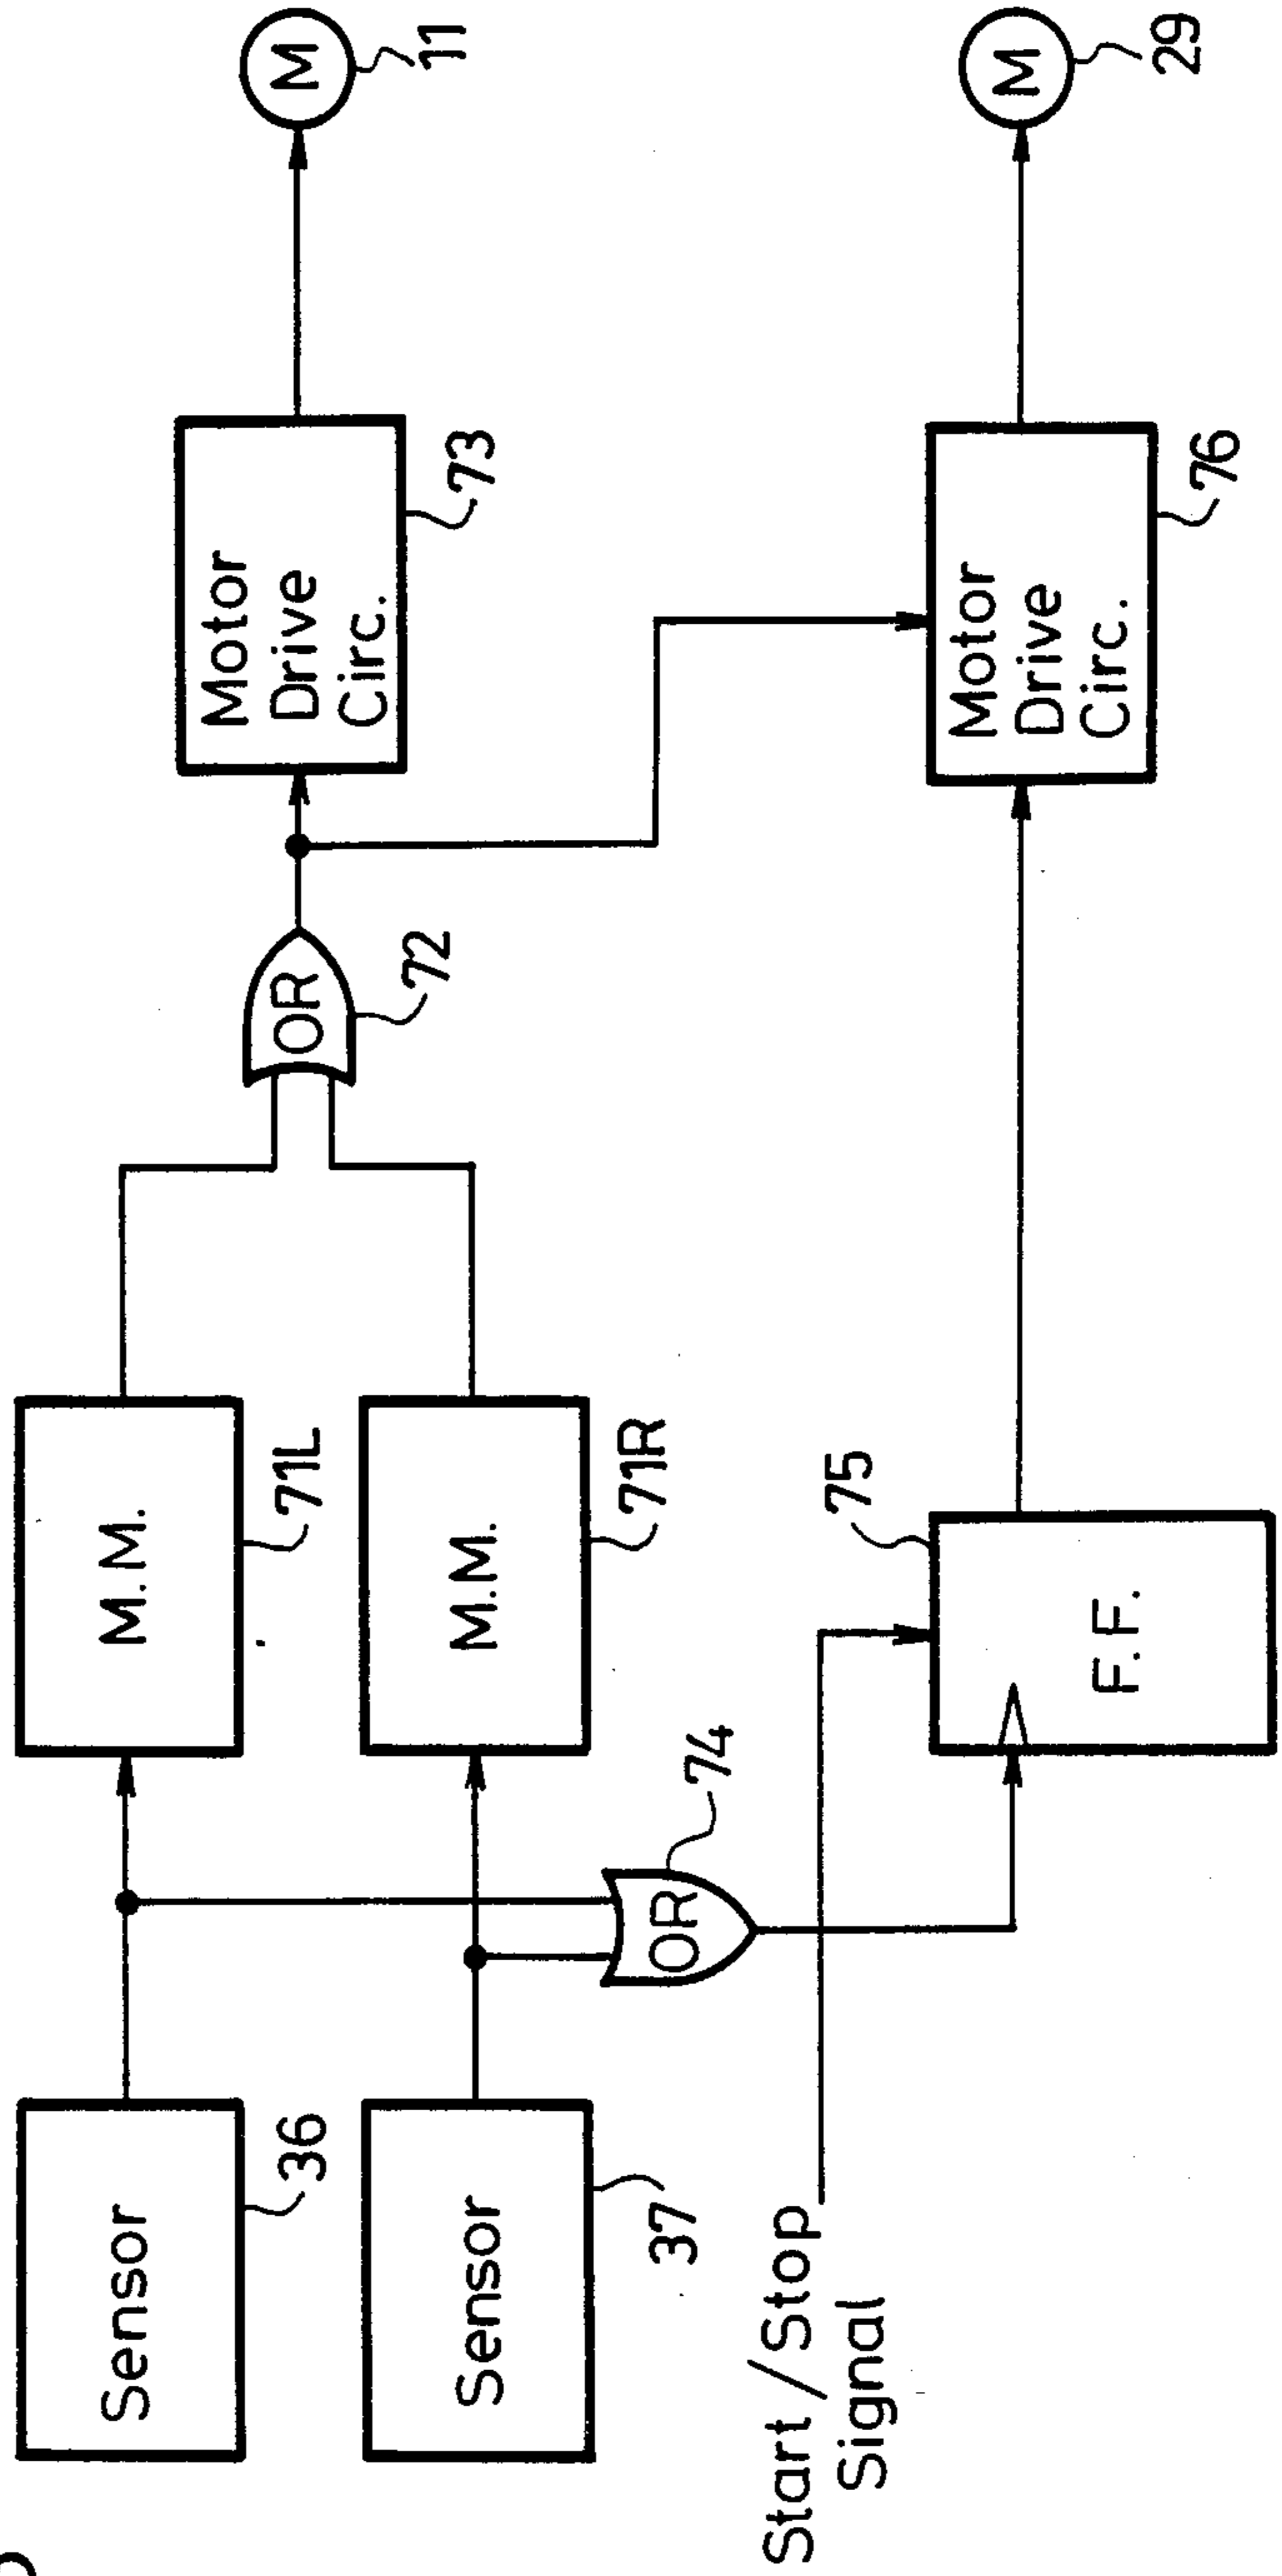 Sensor
36
M.M.
71L
OR
72
Motor
Drive
Circ.
73
M
11
Sensor
37
M.M.
71R
OR
74
Start / Stop
Signal
75
F.F.
Motor
Drive
Circ.
76
M
29